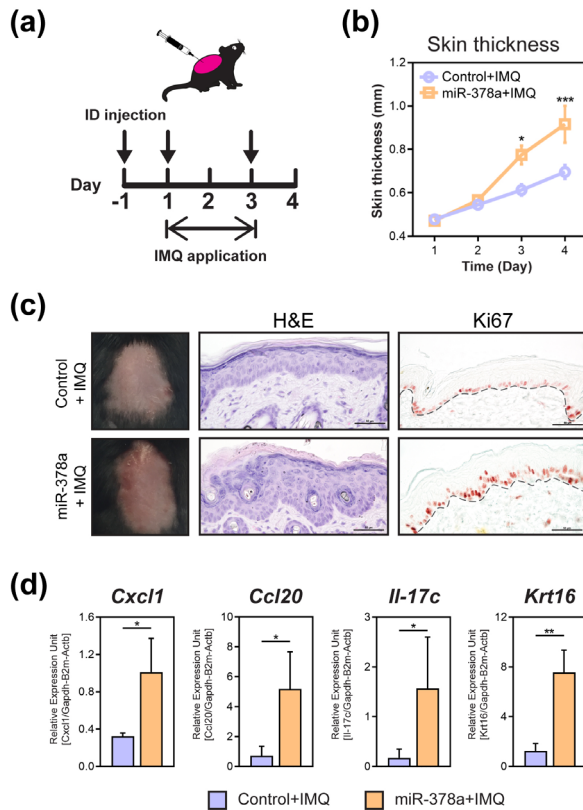 (a)
ID injection
Day
-1 1 2 3 4
IMQ application
(b)
Skin thickness
Control+IMQ
miR-378a+IMQ
Skin thickness (mm)
1.2
1.0
0.8
0.6
0.4
*
***
1 2 3 4
Time (Day)
(c)
H&E Ki67
Control
+ IMQ
miR-378a
+ IMQ
(d)
Cxcl1
Relative Expression Unit
[Cxcl1/Gapdh-B2m-Actb]
1.6
1.2
0.8
0.4
0.0
*
Ccl20
Relative Expression Unit
[Ccl20/Gapdh-B2m-Actb]
10
8
6
4
2
0
*
Il-17c
Relative Expression Unit
[Il-17c/Gapdh-B2m-Actb]
3
2
1
0
*
Krt16
Relative Expression Unit
[Krt16/Gapdh-B2m-Actb]
12
9
6
3
0
**
Control+IMQ miR-378a+IMQ